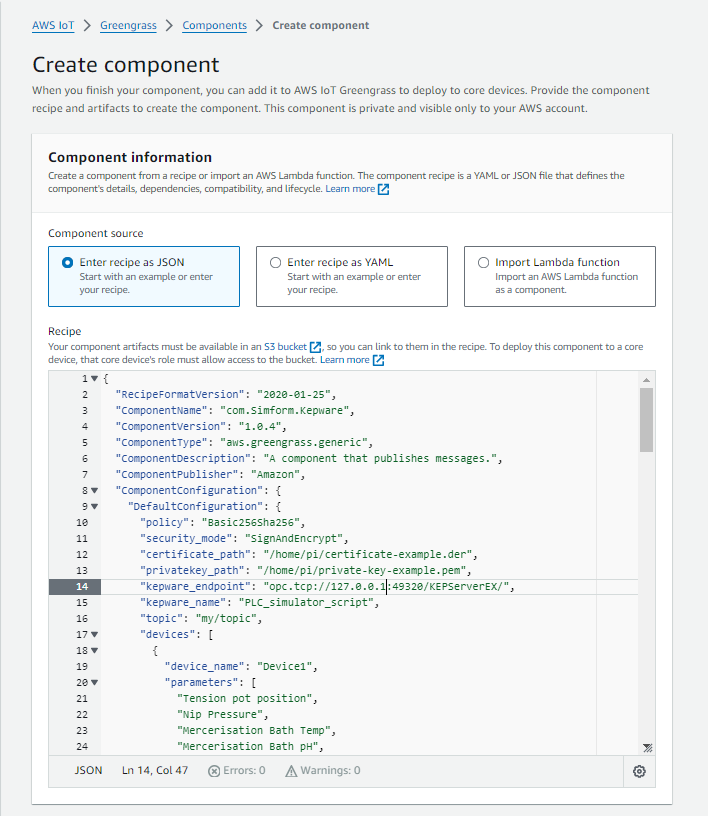 AWS IoT > Greengrass > Components > Create component
Create component
When you finish your component, you can add it to AWS IoT Greengrass to deploy to core devices. Provide the component
recipe and artifacts to create the component. This component is private and visible only to your AWS account.
Component information
Create a component from a recipe or import an AWS Lambda function. The component recipe is a YAML or JSON file that defines the
component's details, dependencies, compatibility, and lifecycle. Learn more
Component source
Enter recipe as JSON
Start with an example or enter
your recipe.
Enter recipe as YAML
Start with an example or enter
your recipe.
Import Lambda function
Import an AWS Lambda function
as a component.
Recipe
Your component artifacts must be available in an S3 bucket , so you can link to them in the recipe. To deploy this component to a core
device, that core device's role must allow access to the bucket. Learn more
1 {
2 "RecipeFormatVersion": "2020-01-25",
3 "ComponentName": "com.Simform.Kepware",
4 "ComponentVersion": "1.0.4",
5 "ComponentType": "aws.greengrass.generic",
6 "ComponentDescription": "A component that publishes messages.",
7 "ComponentPublisher": "Amazon",
8 "ComponentConfiguration": {
9 "DefaultConfiguration": {
10 "policy": "Basic256Sha256",
11 "security_mode": "SignAndEncrypt",
12 "certificate_path": "/home/pi/certificate-example.der",
13 "privatekey_path": "/home/pi/private-key-example.pem",
14 "kepware_endpoint": "opc.tcp://127.0.0.1:49320/KEPServerEX/",
15 "kepware_name": "PLC_simulator_script",
16 "topic": "my/topic",
17 "devices": [
18 {
19 "device_name": "Device1",
20 "parameters": [
21 "Tension pot position",
22 "Nip Pressure",
23 "Mercerisation Bath Temp",
24 "Mercerisation Bath pH",
JSON Ln 14, Col 47 Errors: 0 Warnings: 0